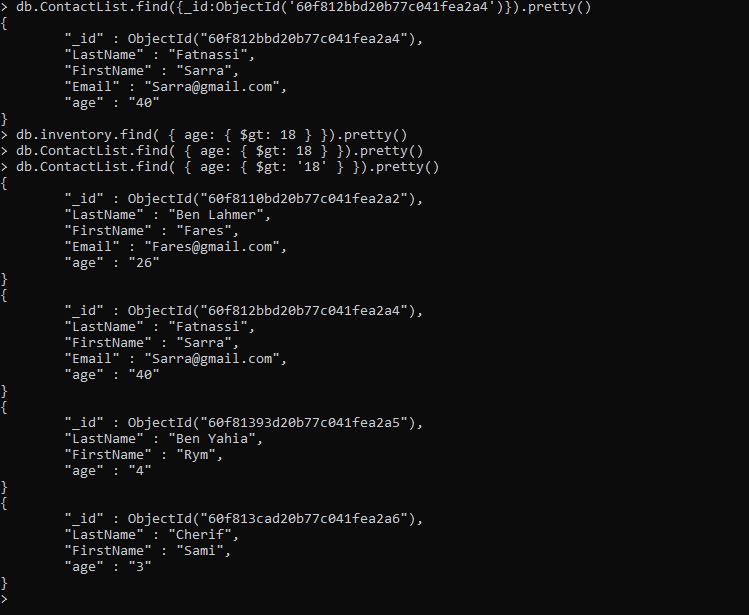 > db.ContactList.find({_id:ObjectId('60f812bbd20b77c041fea2a4')}).pretty()
{
        "_id" : ObjectId("60f812bbd20b77c041fea2a4"),
        "LastName" : "Fatnassi",
        "FirstName" : "Sarra",
        "Email" : "Sarra@gmail.com",
        "age" : "40"
}
> db.inventory.find( { age: { $gt: 18 } }).pretty()
> db.ContactList.find( { age: { $gt: 18 } }).pretty()
> db.ContactList.find( { age: { $gt: '18' } }).pretty()
{
        "_id" : ObjectId("60f8110bd20b77c041fea2a2"),
        "LastName" : "Ben Lahmer",
        "FirstName" : "Fares",
        "Email" : "Fares@gmail.com",
        "age" : "26"
}
{
        "_id" : ObjectId("60f812bbd20b77c041fea2a4"),
        "LastName" : "Fatnassi",
        "FirstName" : "Sarra",
        "Email" : "Sarra@gmail.com",
        "age" : "40"
}
{
        "_id" : ObjectId("60f81393d20b77c041fea2a5"),
        "LastName" : "Ben Yahia",
        "FirstName" : "Rym",
        "age" : "4"
}
{
        "_id" : ObjectId("60f813cad20b77c041fea2a6"),
        "LastName" : "Cherif",
        "FirstName" : "Sami",
        "age" : "3"
}
>